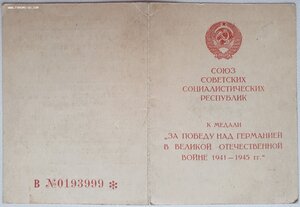 СОЮЗ
СОВЕТСКИХ
СОЦИАЛИСТИЧЕСКИХ
РЕСПУБЛИК
К МЕДАЛИ
„ЗА ПОБЕДУ НАД ГЕРМАНИЕЙ
В ВЕЛИКОЙ ОТЕЧЕСТВЕННОЙ
ВОЙНЕ 1941—1945 гг.“
В №0193999 *